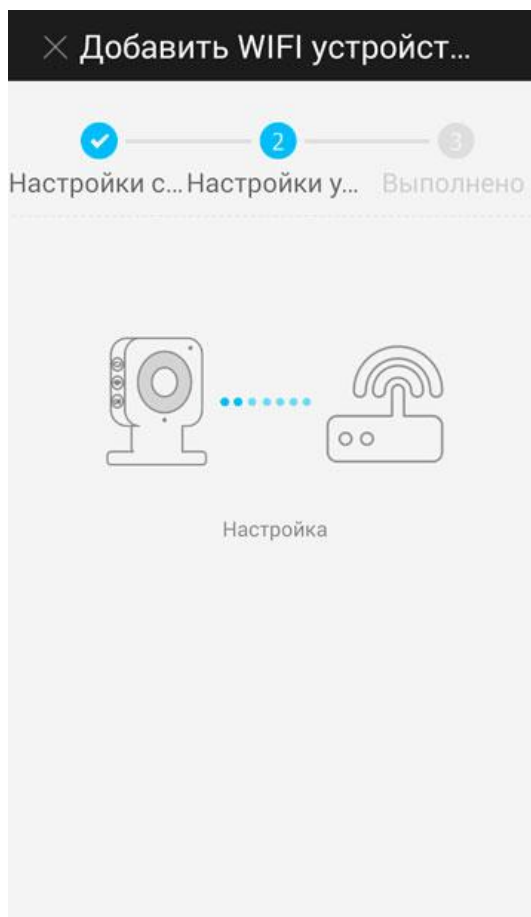 Добавить WIFI устройст...
2
3
Настройки с... Настройки у... Выполнено
Настройка